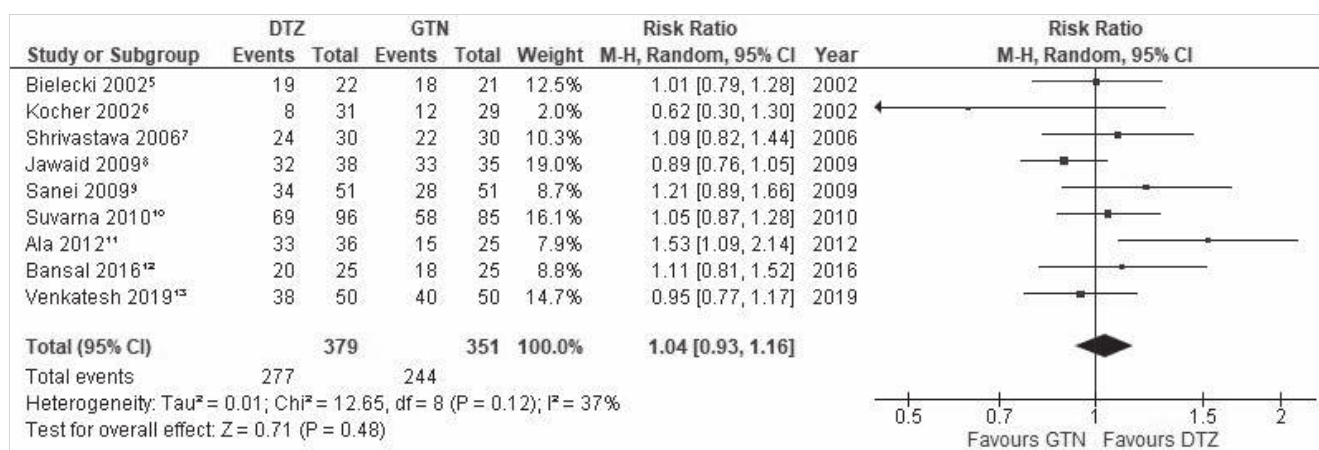 DTZ GTN Risk Ratio Risk Ratio
Study or Subgroup Events Total Events Total Weight M-H, Random, 95% CI Year M-H, Random, 95% CI
Bielecki 2002⁵ 19 22 18 21 12.5% 1.01 [0.79, 1.28] 2002
Kocher 2002⁶ 8 31 12 29 2.0% 0.62 [0.30, 1.30] 2002
Shrivastava 2006⁷ 24 30 22 30 10.3% 1.09 [0.82, 1.44] 2006
Jawaid 2009⁸ 32 38 33 35 19.0% 0.89 [0.76, 1.05] 2009
Sanei 2009⁹ 34 51 28 51 8.7% 1.21 [0.89, 1.66] 2009
Suvarna 2010¹⁰ 69 96 58 85 16.1% 1.05 [0.87, 1.28] 2010
Ala 2012¹¹ 33 36 15 25 7.9% 1.53 [1.09, 2.14] 2012
Bansal 2016¹² 20 25 18 25 8.8% 1.11 [0.81, 1.52] 2016
Venkatesh 2019¹³ 38 50 40 50 14.7% 0.95 [0.77, 1.17] 2019
Total (95% CI) 379 351 100.0% 1.04 [0.93, 1.16]
Total events 277 244
Heterogeneity: Tau² = 0.01; Chi² = 12.65, df = 8 (P = 0.12); I² = 37%
Test for overall effect: Z = 0.71 (P = 0.48)
0.5 0.7 1 1.5 2
Favours GTN Favours DTZ